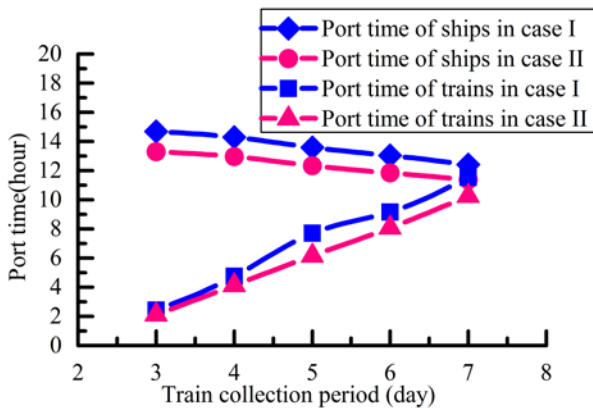 Port time of ships in case I
Port time of ships in case II
Port time of trains in case I
Port time of trains in case II
20
18
16
14
12
10
8
6
4
2
0
Port time(hour)
2 3 4 5 6 7 8
Train collection period (day)